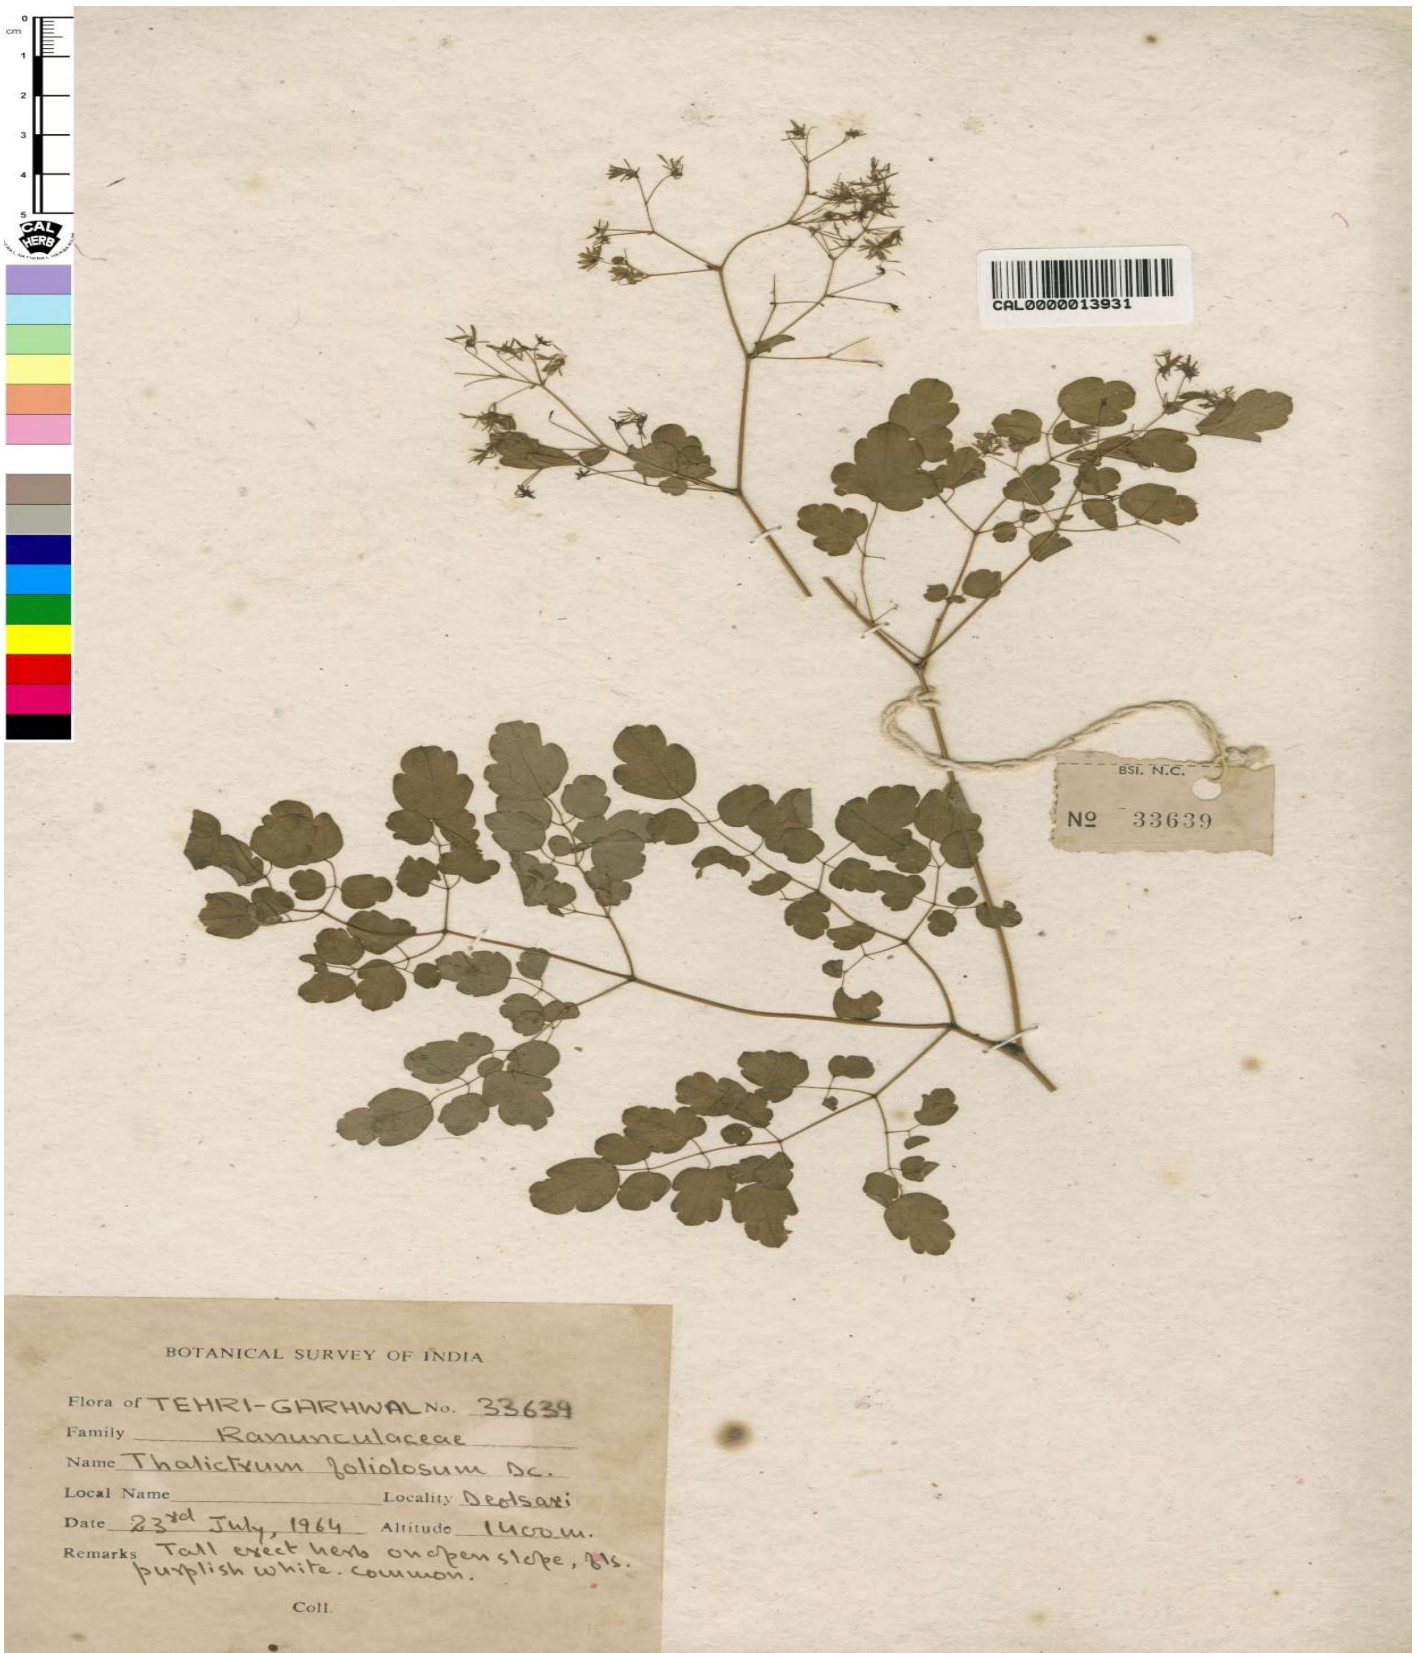 0
cm
1
2
3
4
5
CAL
HERB
CAL0000013931
BSI. N.C.
Nº 33639
BOTANICAL SURVEY OF INDIA
Flora of TEHRI-GARHWAL No. 33639
Family Ranunculaceae
Name Thalictrum foliolosum DC.
Local Name Locality Deolsari
Date 23rd July, 1964 Altitude 1400m.
Remarks Tall erect herb on open slope, fls.
purplish white. common.
Coll.